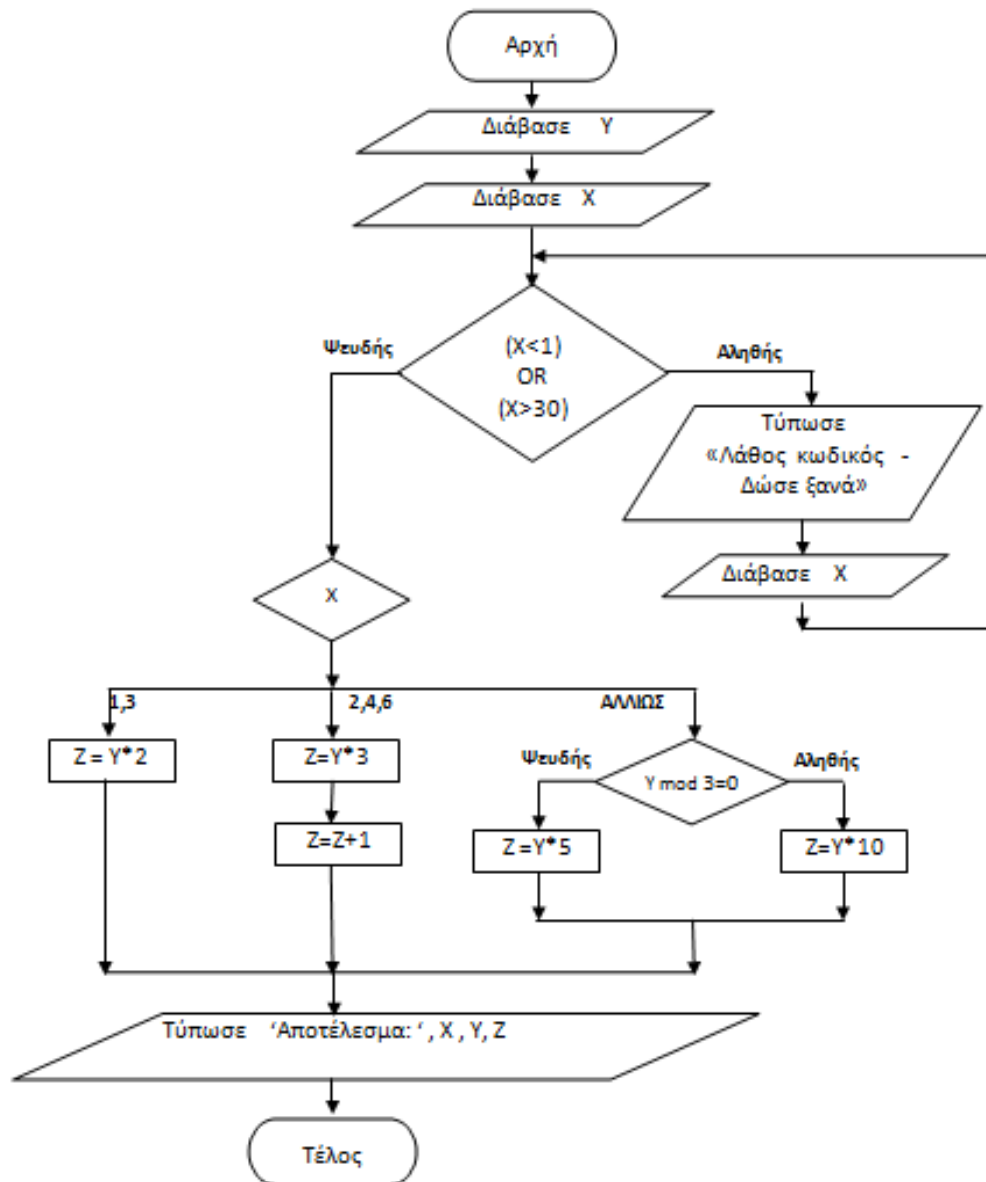 Αρχή
Διάβασε Υ
Διάβασε Χ
Ψευδής
(Χ<1)
OR
(Χ>30)
Αληθής
Τύπωσε
«Λάθος κωδικός -
Δώσε ξανά»
Διάβασε Χ
Χ
1,3
2,4,6
ΑΛΛΙΩΣ
Ζ = Υ*2
Ζ=Υ*3
Ψευδής
Υ mod 3=0
Αληθής
Ζ=Ζ+1
Ζ =Υ*5
Ζ=Υ*10
Τύπωσε ‘Αποτέλεσμα: ‘ , Χ , Υ, Ζ
Τέλος